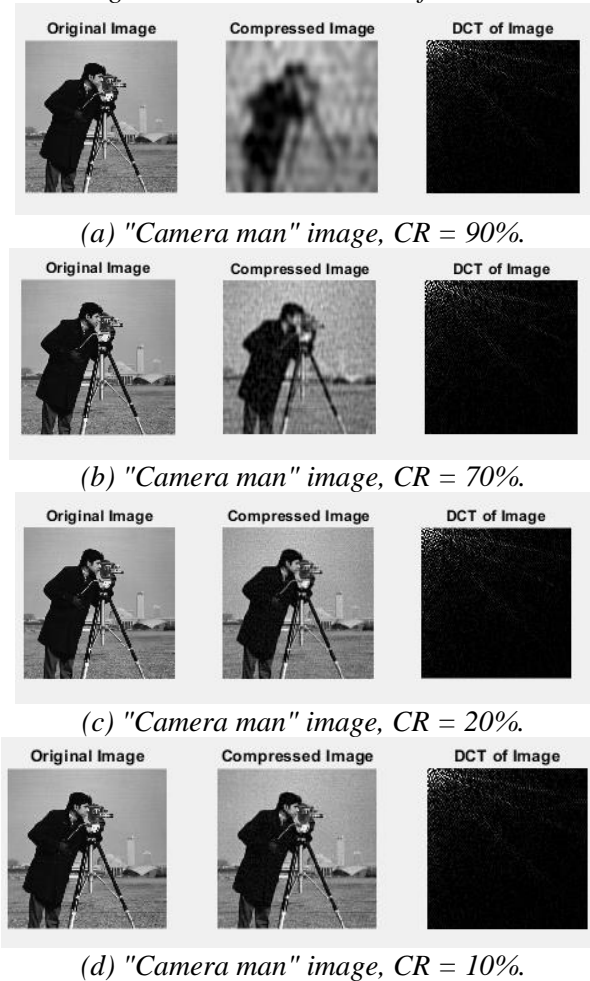 Original Image Compressed Image DCT of Image
(a) "Camera man" image, CR = 90%.
Original Image Compressed Image DCT of Image
(b) "Camera man" image, CR = 70%.
Original Image Compressed Image DCT of Image
(c) "Camera man" image, CR = 20%.
Original Image Compressed Image DCT of Image
(d) "Camera man" image, CR = 10%.